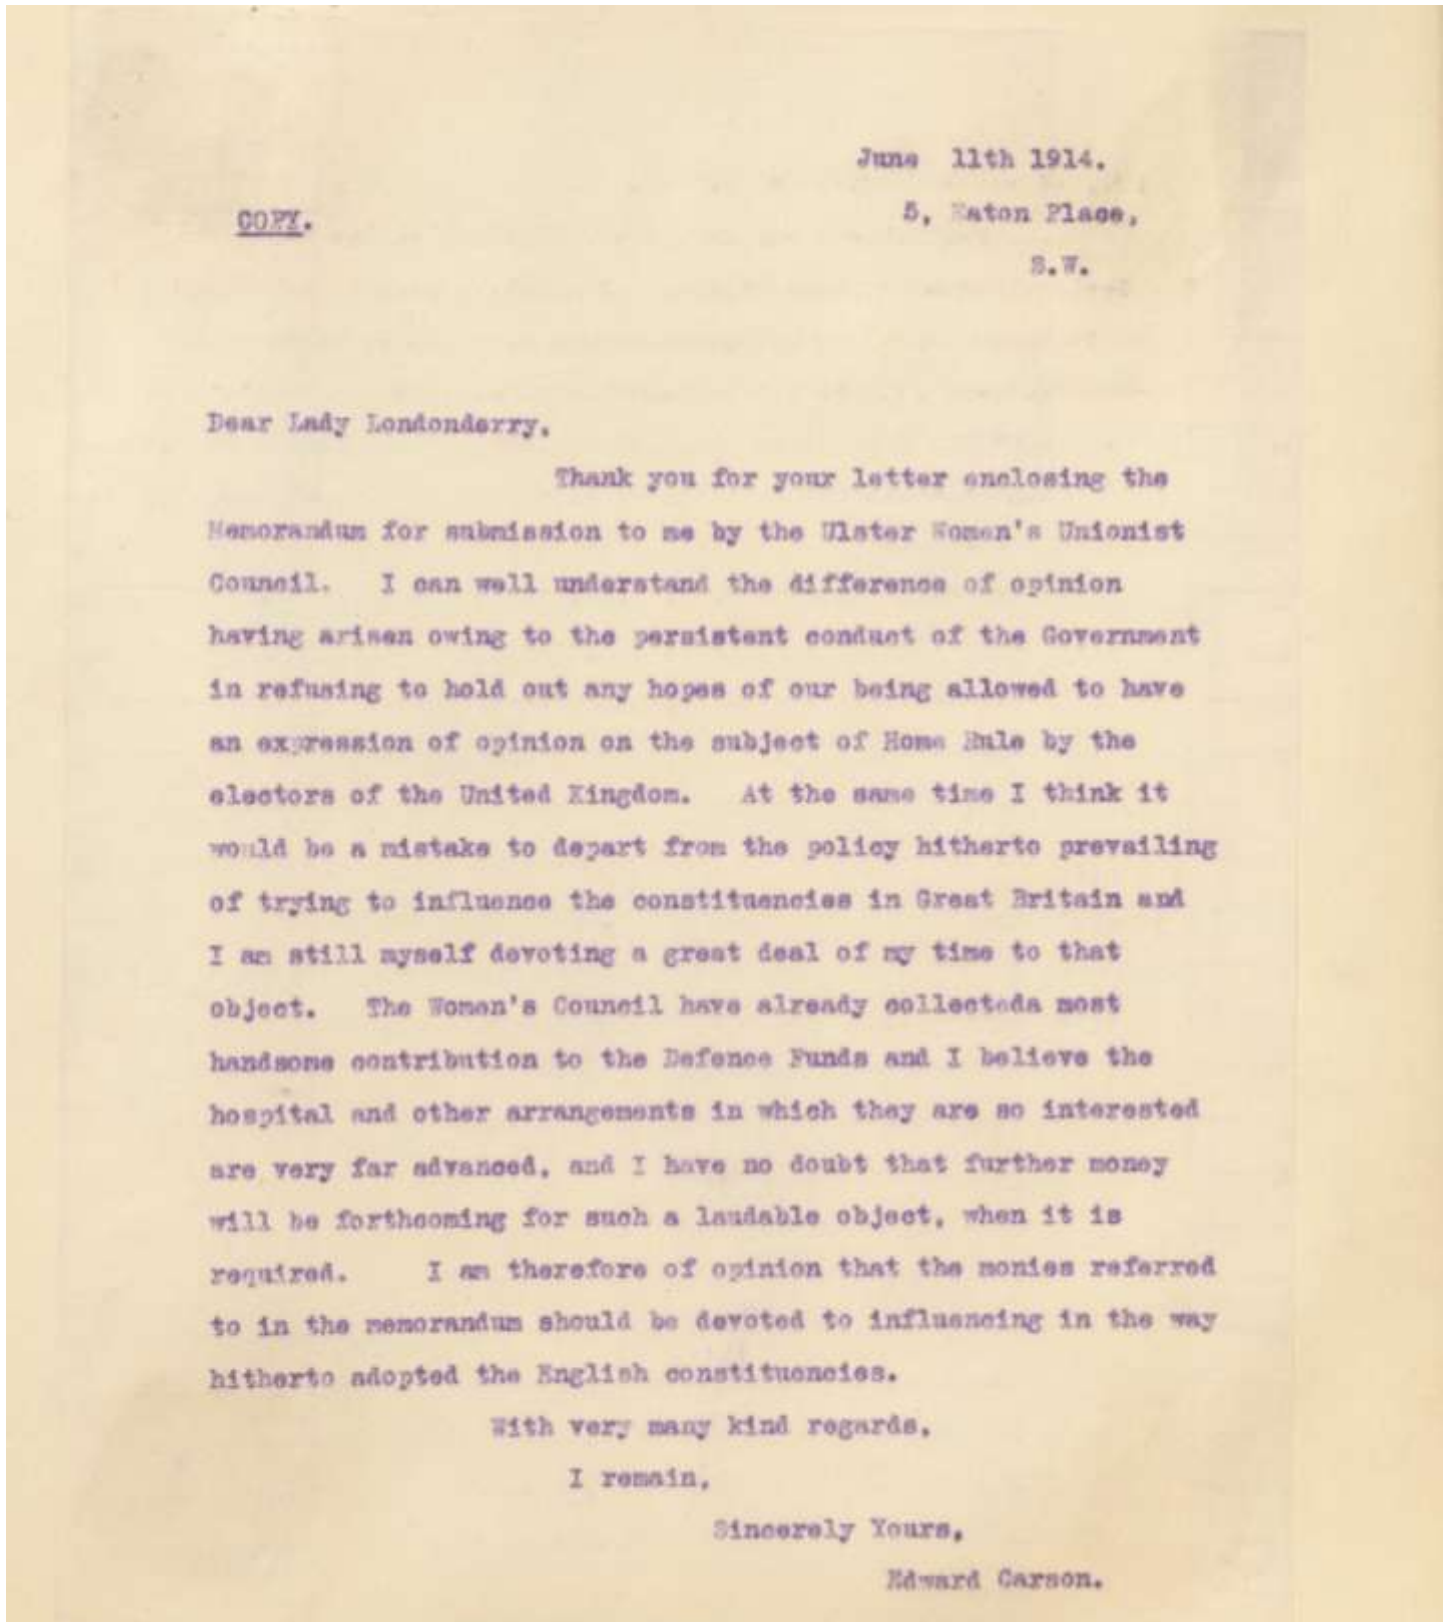 June 11th 1914.
COPY.
5, Eaton Place,
S.W.
Dear Lady Londonderry,
Thank you for your letter enclosing the
Memorandum for submission to me by the Ulster Women's Unionist
Council. I can well understand the difference of opinion
having arisen owing to the persistent conduct of the Government
in refusing to hold out any hopes of our being allowed to have
an expression of opinion on the subject of Home Rule by the
electors of the United Kingdom. At the same time I think it
would be a mistake to depart from the policy hitherto prevailing
of trying to influence the constituencies in Great Britain and
I am still myself devoting a great deal of my time to that
object. The Women's Council have already collecteda most
handsome contribution to the Defence Funds and I believe the
hospital and other arrangements in which they are so interested
are very far advanced, and I have no doubt that further money
will be forthcoming for such a laudable object, when it is
required. I am therefore of opinion that the monies referred
to in the memorandum should be devoted to influencing in the way
hitherto adopted the English constituencies.
With very many kind regards,
I remain,
Sincerely Yours,
Edward Carson.